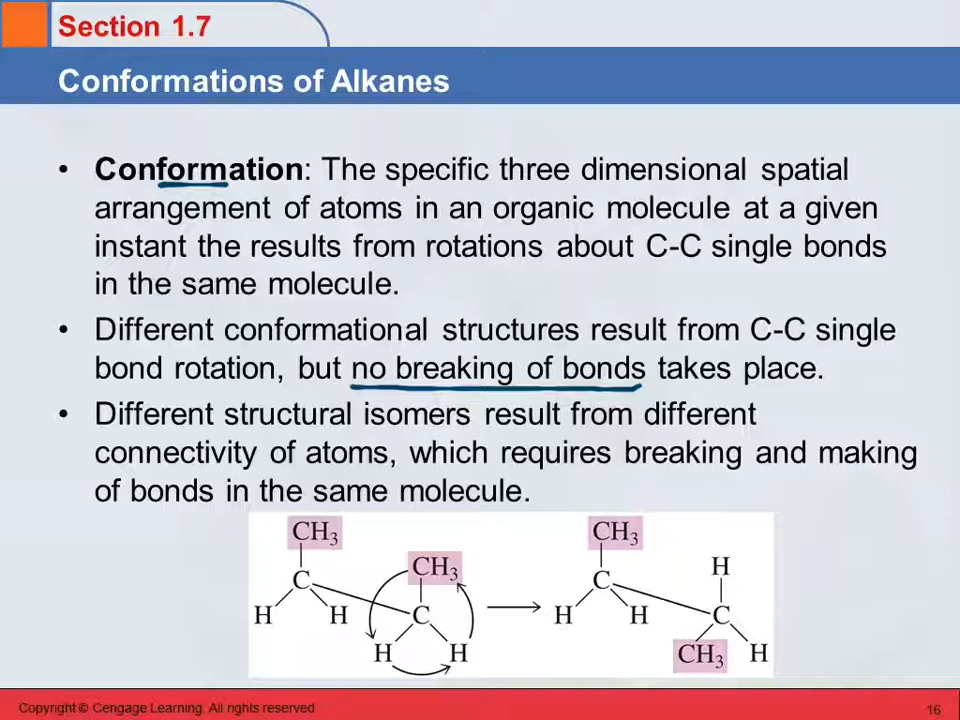 Section 1.7
Conformations of Alkanes
• Conformation: The specific three dimensional spatial
arrangement of atoms in an organic molecule at a given
instant the results from rotations about C-C single bonds
in the same molecule.
• Different conformational structures result from C-C single
bond rotation, but no breaking of bonds takes place.
• Different structural isomers result from different
connectivity of atoms, which requires breaking and making
of bonds in the same molecule.
CH₃ CH₃
CH₃ H
C C
H H C H H C
H H CH₃ H
Copyright © Cengage Learning. All rights reserved 16